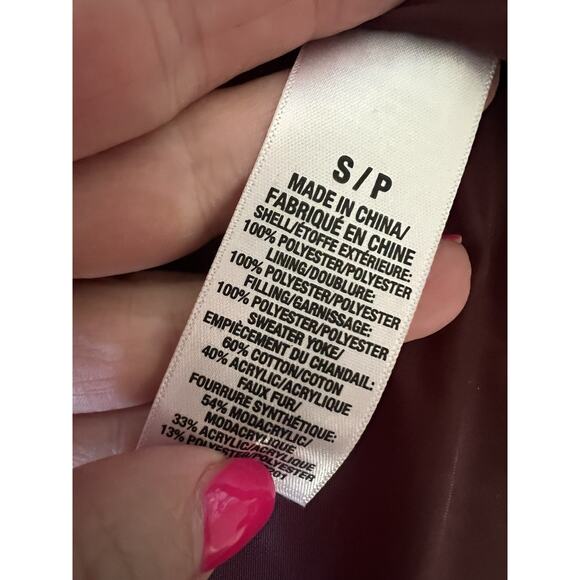 S/P
MADE IN CHINA/
FABRIQUÉ EN CHINE
SHELL/ÉTOFFE EXTÉRIEURE:
100% POLYESTER/POLYESTER
LINING/DOUBLURE:
100% POLYESTER/POLYESTER
FILLING/GARNISSAGE:
100% POLYESTER/POLYESTER
SWEATER YOKE/
EMPIÈCEMENT DU CHANDAIL:
60% COTTON/COTON
40% ACRYLIC/ACRYLIQUE
FAUX FUR/
FOURRURE SYNTHÉTIQUE:
54% MODACRYLIC/
MODACRYLIQUE
33% ACRYLIC/ACRYLIQUE
13% POLYESTER/POLYESTER